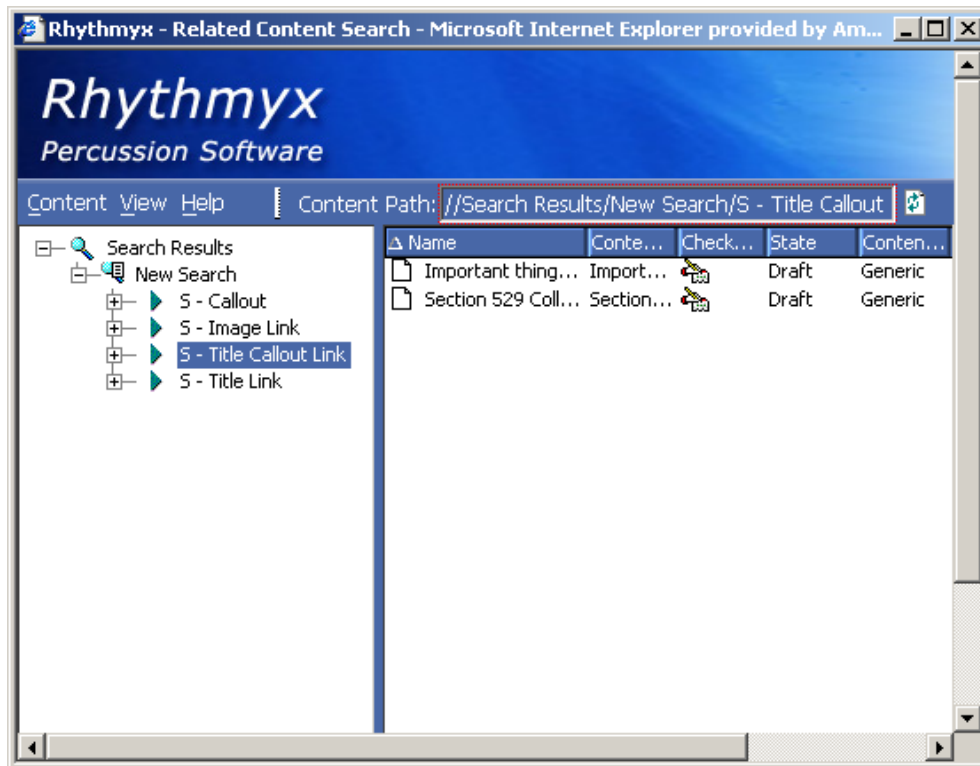 Rhythmyx - Related Content Search - Microsoft Internet Explorer provided by Am...
Rhythmyx
Percussion Software
Content View Help Content Path: //Search Results/New Search/S - Title Callout
Search Results
New Search
S - Callout
S - Image Link
S - Title Callout Link
S - Title Link
Name Conte... Check... State Conten...
Important thing... Import... Draft Generic
Section 529 Coll... Section... Draft Generic